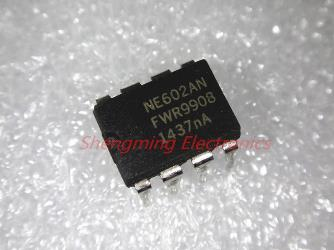 NE602AN
FWR9908
1437nA
Shengming Electronics